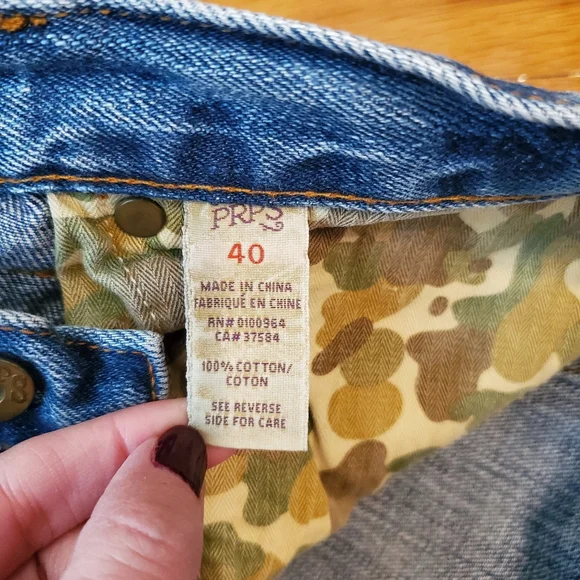 PRPS
40
MADE IN CHINA
FABRIQUÉ EN CHINE
RN# 0100964
CA# 37584
100% COTTON/
COTON
SEE REVERSE
SIDE FOR CARE